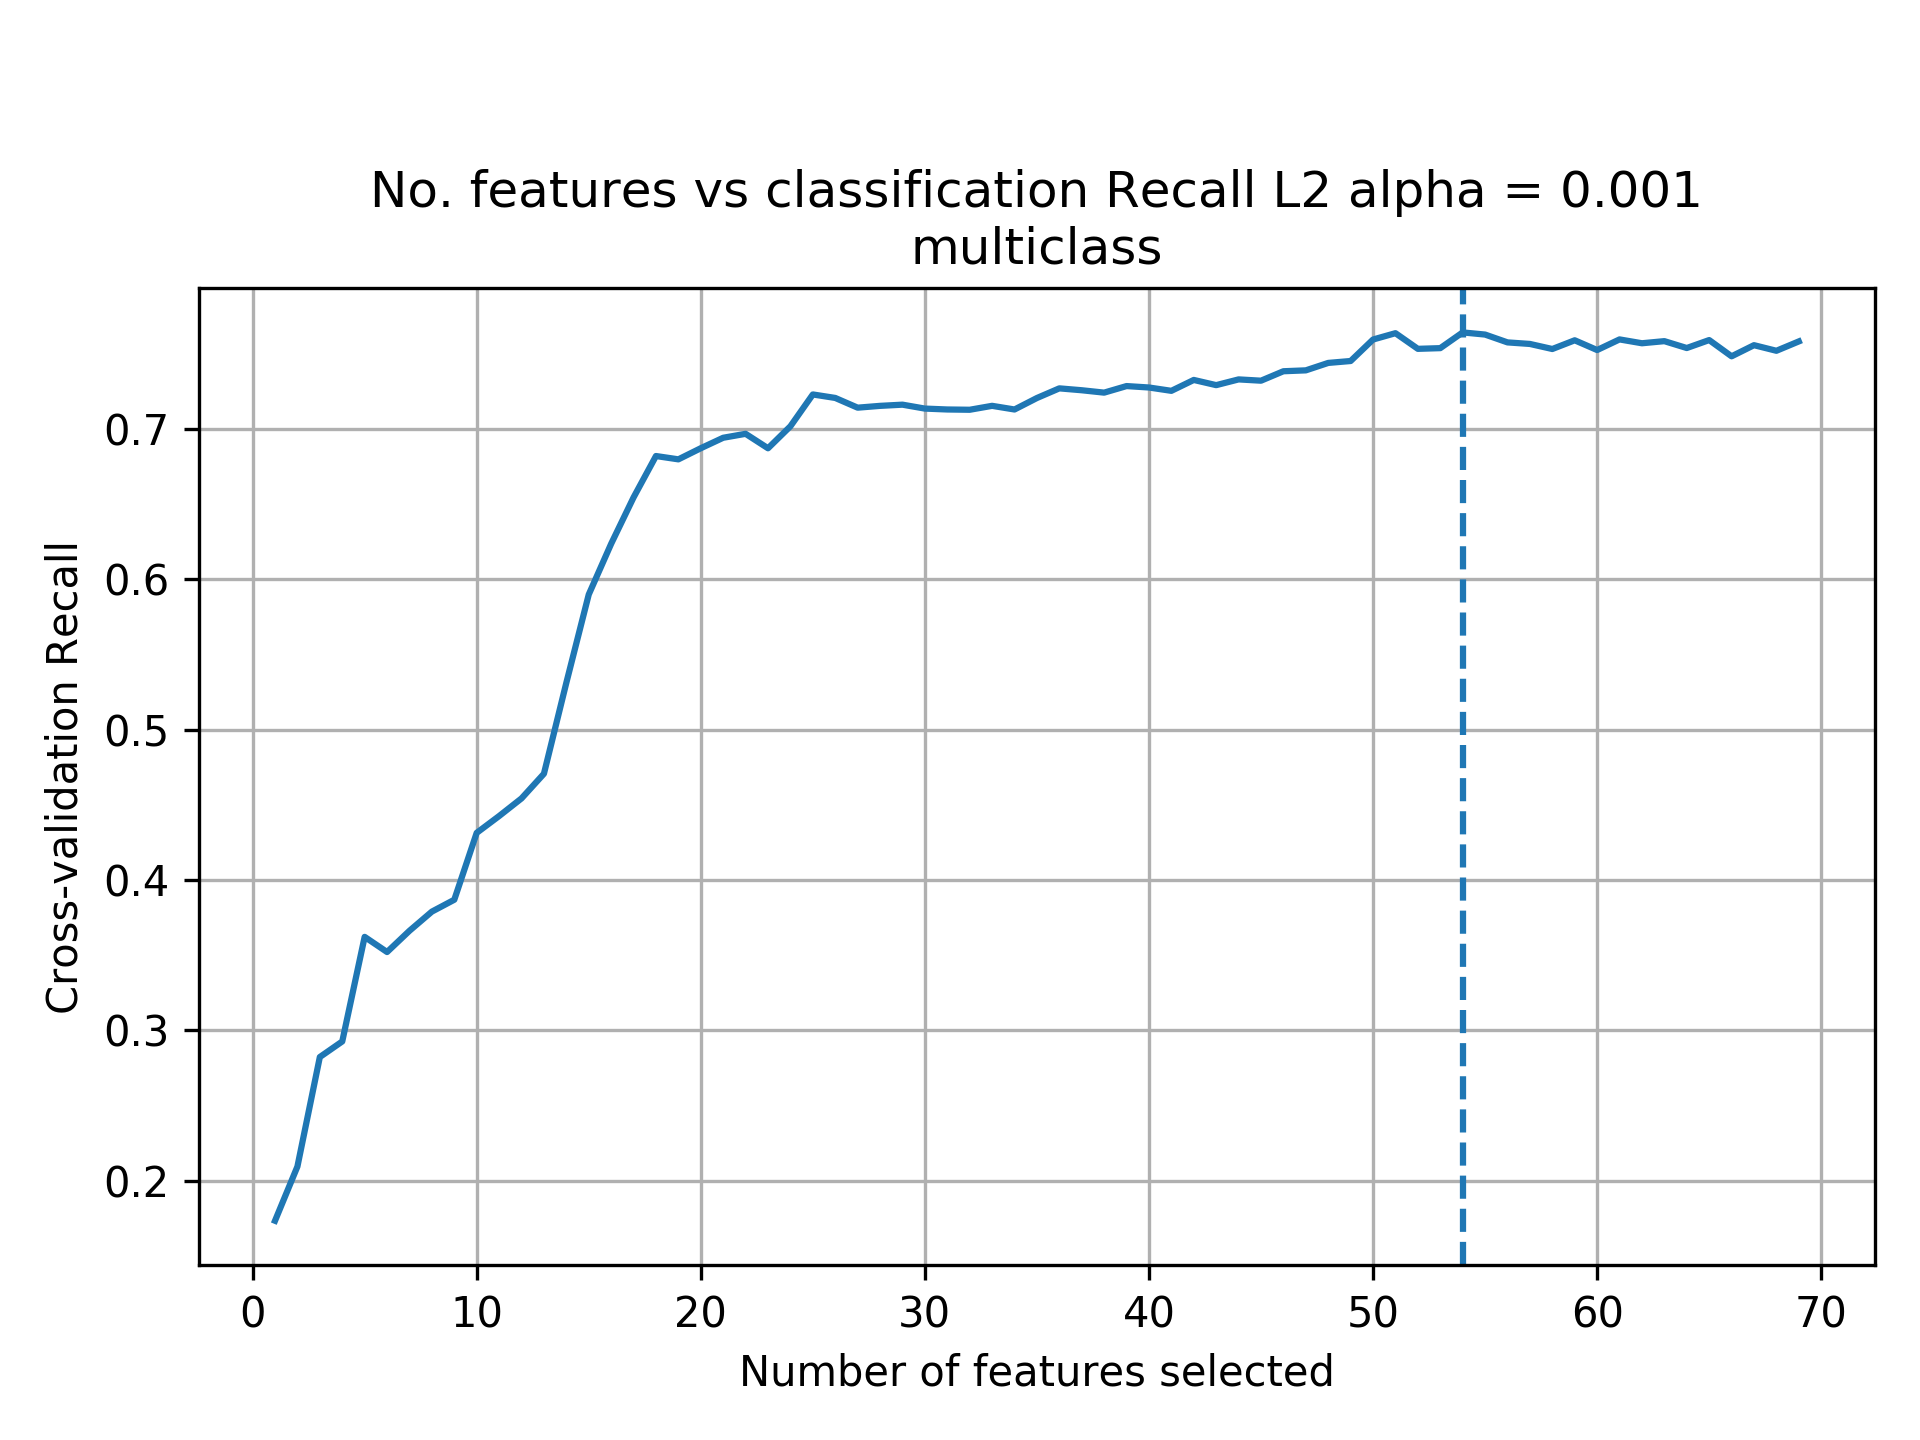 No. features vs classification Recall L2 alpha = 0.001
multiclass
Cross-validation Recall
0.7
0.6
0.5
0.4
0.3
0.2
0 10 20 30 40 50 60 70
Number of features selected